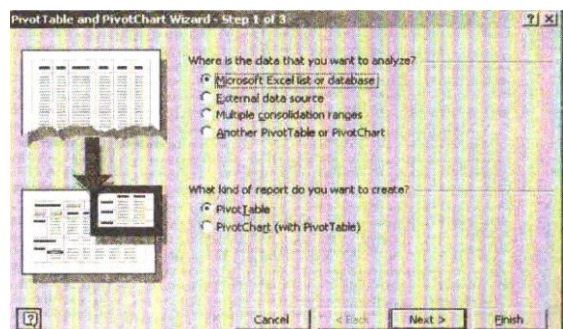 PivotTable and PivotChart Wizard - Step 1 of 3
Where is the data that you want to analyze?
Microsoft Excel list or database
External data source
Multiple consolidation ranges
Another PivotTable or PivotChart
What kind of report do you want to create?
PivotTable
PivotChart (with PivotTable)
Cancel
< Back
Next >
Finish